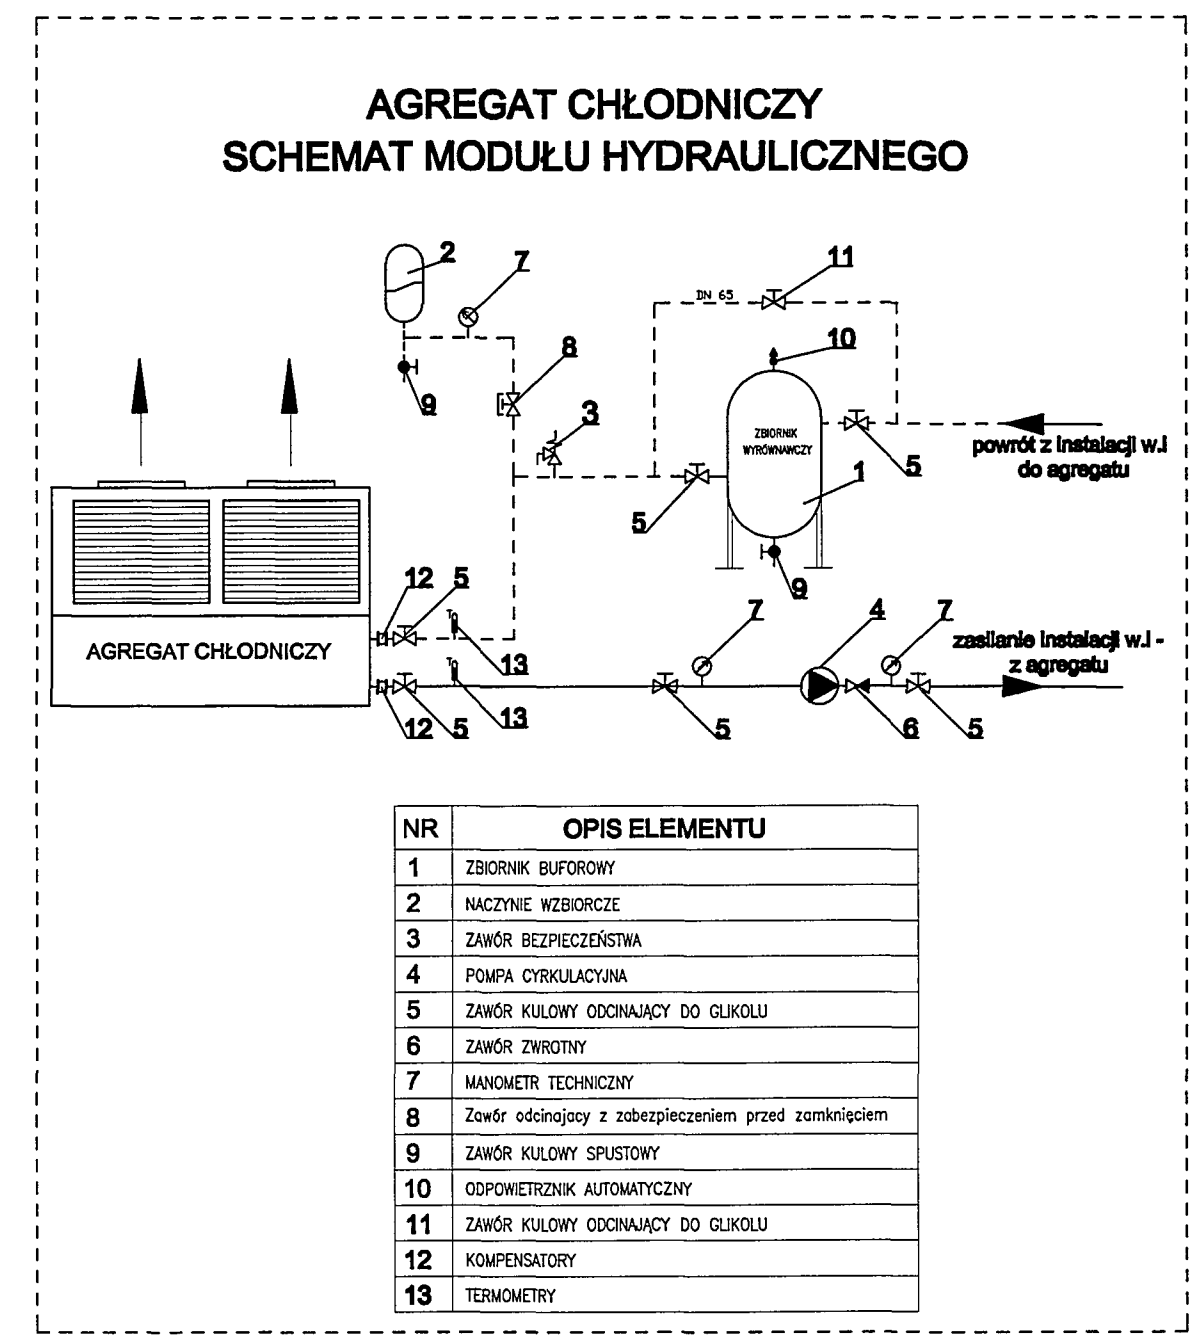 AGREGAT CHŁODNICZY
SCHEMAT MODUŁU HYDRAULICZNEGO
2
7
11
DN 65
8
10
9
3
ZBIORNIK
WYRÓWNAWCZY
powrót z instalacji w.l
do agregatu
5
1
5
9
12
5
7
4
7
AGREGAT CHŁODNICZY
T
13
zasilanie instalacji w.l -
z agregatu
T
12
5
13
5
6
5
NR OPIS ELEMENTU
1 ZBIORNIK BUFOROWY
2 NACZYNIE WZBIORCZE
3 ZAWÓR BEZPIECZEŃSTWA
4 POMPA CYRKULACYJNA
5 ZAWÓR KULOWY ODCINAJĄCY DO GLIKOLU
6 ZAWÓR ZWROTNY
7 MANOMETR TECHNICZNY
8 Zawór odcinajacy z zabezpieczeniem przed zamknięciem
9 ZAWÓR KULOWY SPUSTOWY
10 ODPOWIETRZNIK AUTOMATYCZNY
11 ZAWÓR KULOWY ODCINAJĄCY DO GLIKOLU
12 KOMPENSATORY
13 TERMOMETRY